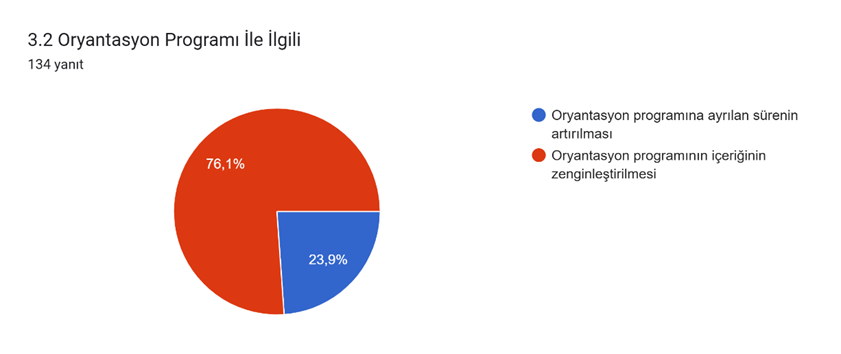 3.2 Oryantasyon Programı İle İlgili
134 yanıt
Oryantasyon programına ayrılan sürenin
artırılması
Oryantasyon programının içeriğinin
zenginleştirilmesi
76,1%
23,9%